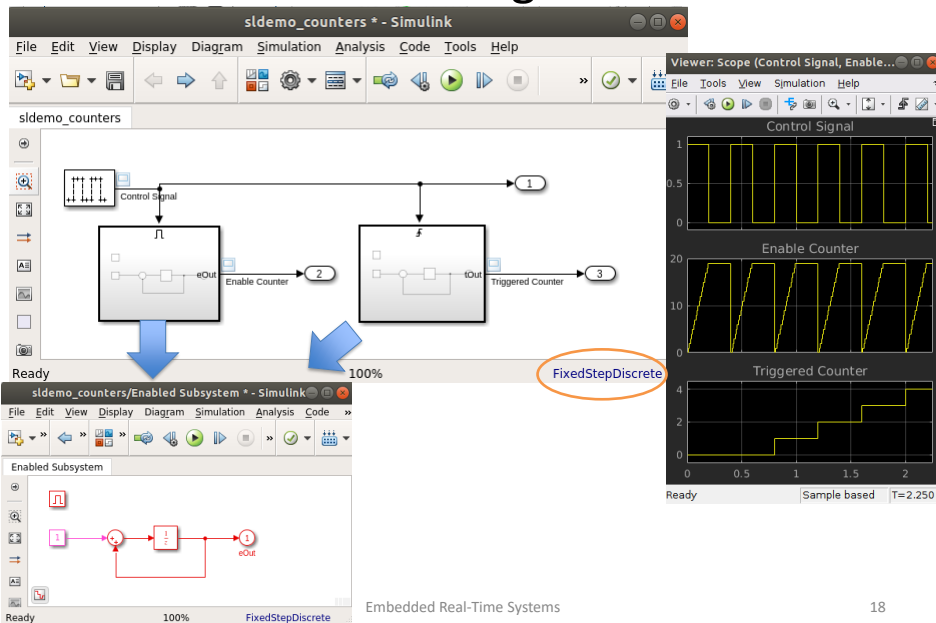 sldemo_counters * - Simulink
File Edit View Display Diagram Simulation Analysis Code Tools Help
»
sldemo_counters
Control Signal
1
eOut
Enable Counter
2
tOut
Triggered Counter
3
Ready
100%
FixedStepDiscrete
Viewer: Scope (Control Signal, Enable...
File Tools View Simulation Help
Control Signal
1
0.5
0
Enable Counter
20
10
0
Triggered Counter
4
2
0
0 0.5 1 1.5 2
Ready Sample based T=2.250
sldemo_counters/Enabled Subsystem * - Simulink
File Edit View Display Diagram Simulation Analysis Code »
» » » »
Enabled Subsystem
1
1
eOut
Ready 100% FixedStepDiscrete
Embedded Real-Time Systems
18